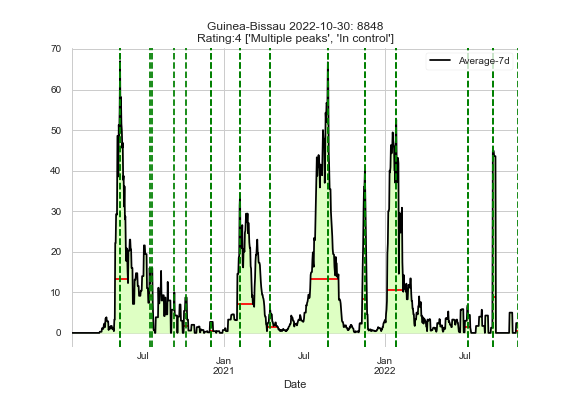 Guinea-Bissau 2022-10-30: 8848
Rating:4 ['Multiple peaks', 'In control']
Average-7d
70
60
50
40
30
20
10
0
Jul
Jan
2021
Jul
Jan
2022
Jul
Date